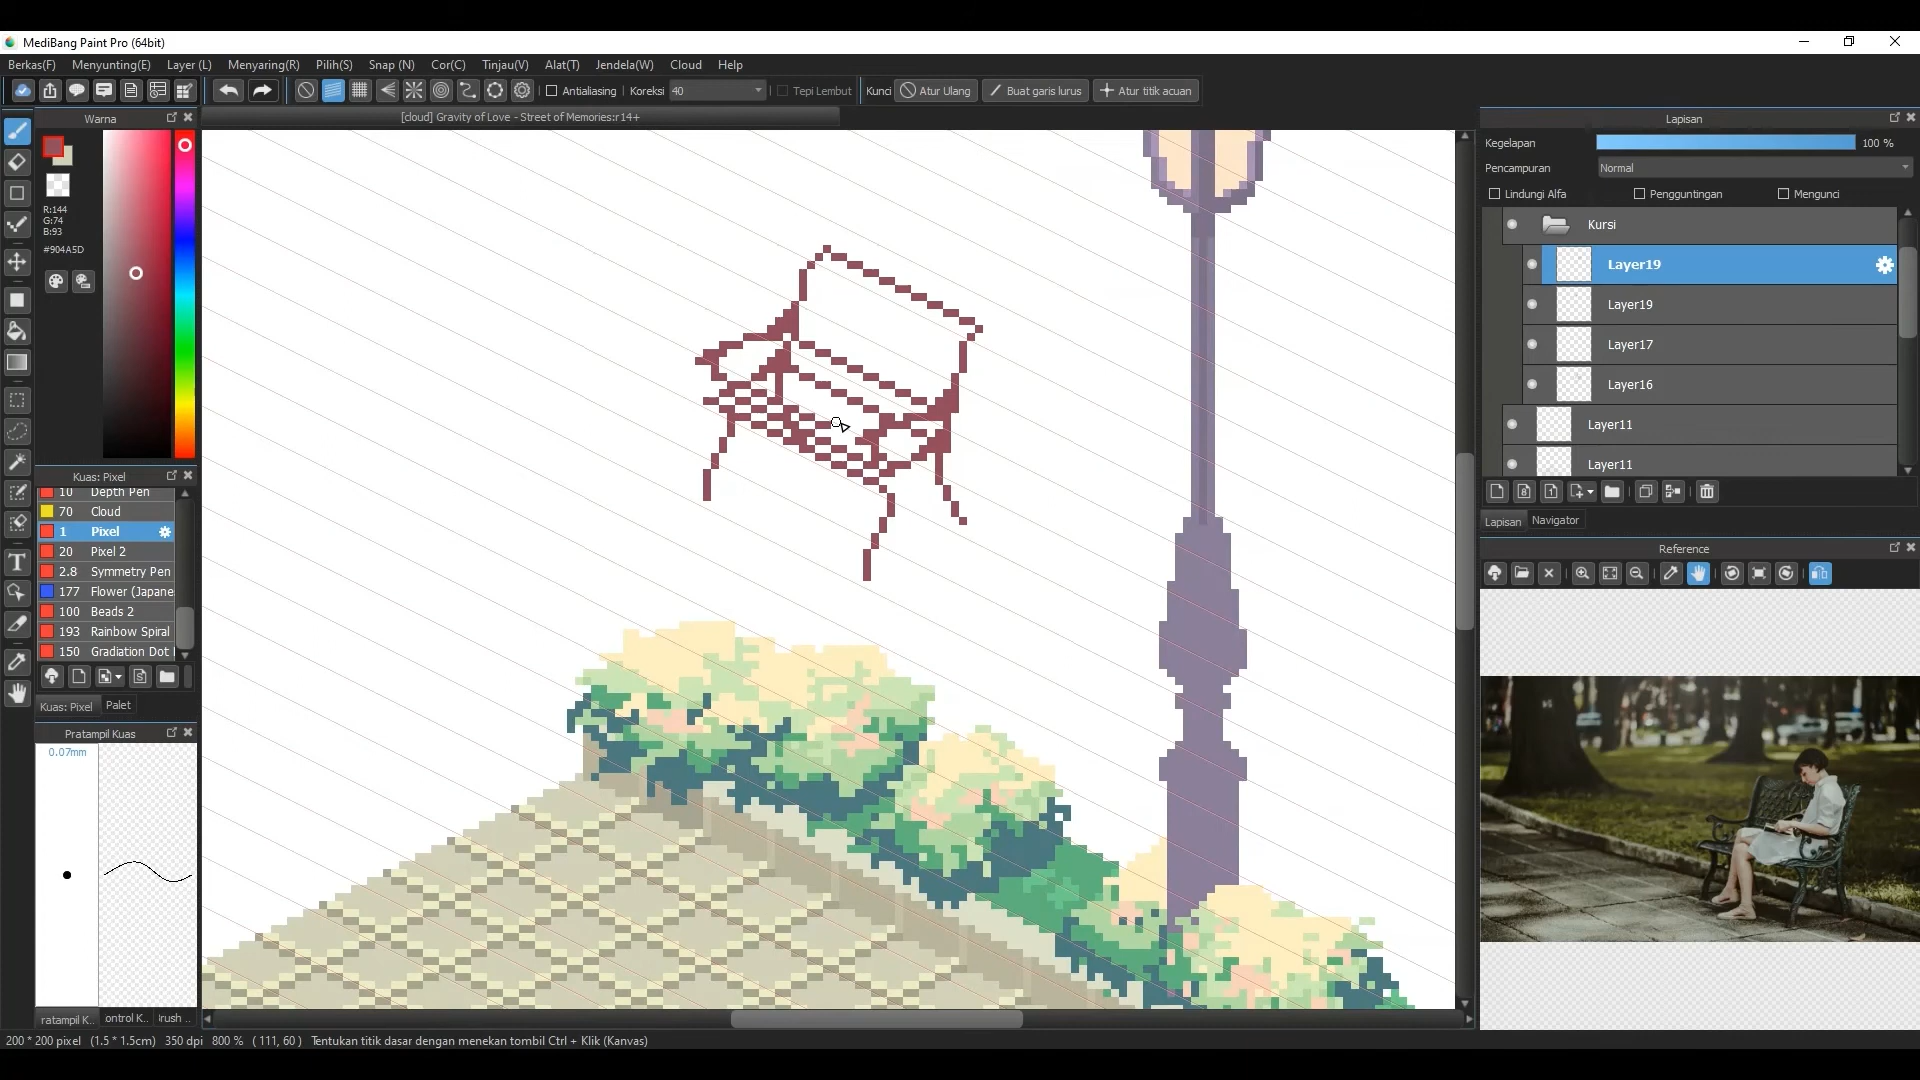 MediBang Paint Pro (64bit)
Berkas(F) Menyunting(E) Layer (L) Menyaring(R) Pilih(S) Snap (N) Cor(C) Tinjau(V) Alat(T) Jendela(W) Cloud Help
Antialiasing Koreksi 40 Tepi Lembut Kunci Atur Ulang Buat garis lurus Atur titik acuan
Warna
[cloud] Gravity of Love - Street of Memories:r14+
Lapisan
Kegelapan 100 %
Pencampuran Normal
Lindungi Alfa Pengguntingan Mengunci
R:144
G:74
B:93
#904A5D
Kursi
Layer19
Layer19
Layer17
Layer16
Layer11
Layer11
Lapisan Navigator
Reference
Kuas: Pixel
10 Depth Pen
70 Cloud
1 Pixel
20 Pixel 2
2.8 Symmetry Pen
177 Flower (Japane
100 Beads 2
193 Rainbow Spiral
150 Gradiation Dot
Kuas: Pixel Palet
Pratampil Kuas
0.07mm
ratampil K.. ontrol K.. rush ..
200 * 200 pixel (1.5 * 1.5cm) 350 dpi 800 % ( 111, 60 ) Tentukan titik dasar dengan menekan tombil Ctrl + Klik (Kanvas)